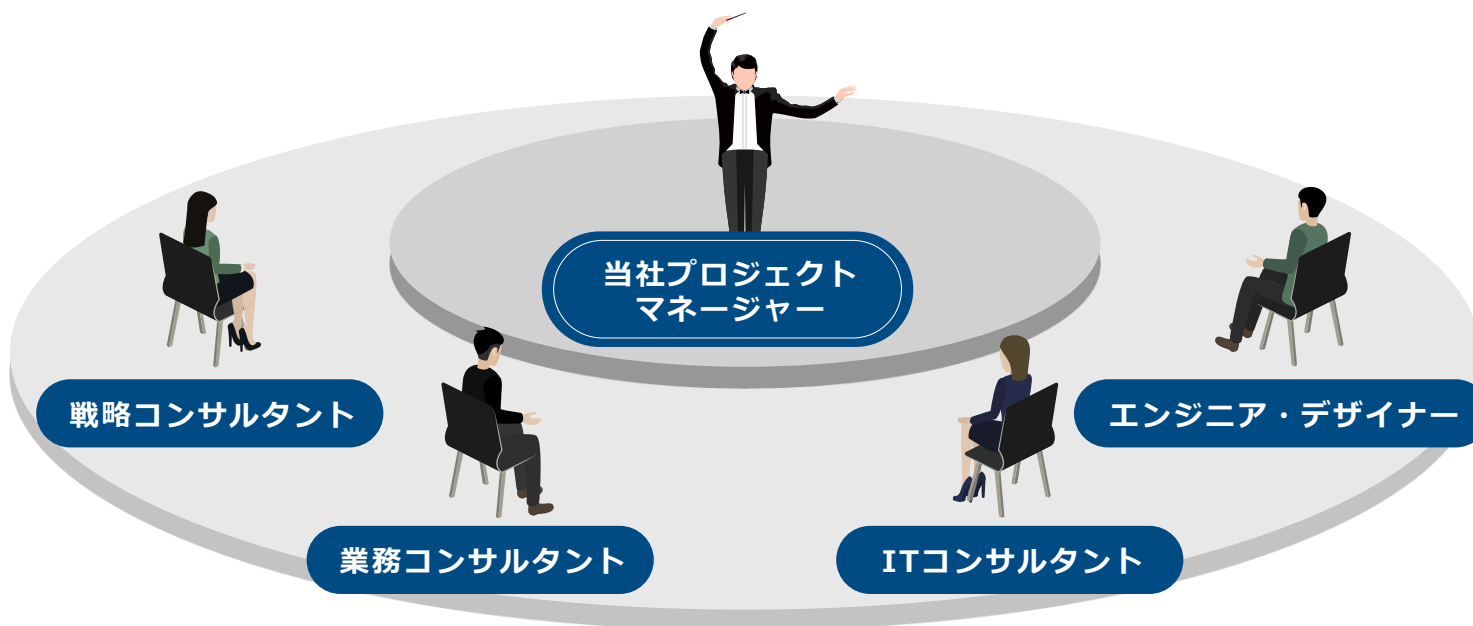 当社プロジェクト
マネージャー
戦略コンサルタント
エンジニア・デザイナー
業務コンサルタント
ITコンサルタント